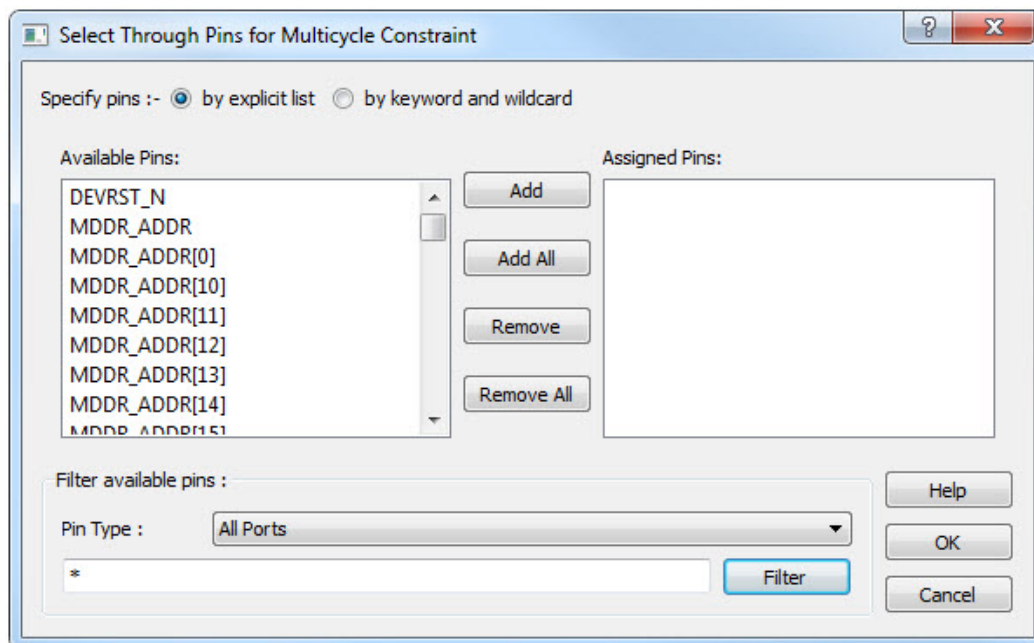 Select Through Pins for Multicycle Constraint
Specify pins :- by explicit list by keyword and wildcard
Available Pins:
DEVRST_N
MDDR_ADDR
MDDR_ADDR[0]
MDDR_ADDR[10]
MDDR_ADDR[11]
MDDR_ADDR[12]
MDDR_ADDR[13]
MDDR_ADDR[14]
MDDR_ADDR[15]
Add
Add All
Remove
Remove All
Assigned Pins:
Filter available pins :
Pin Type : All Ports
*
Filter
Help
OK
Cancel